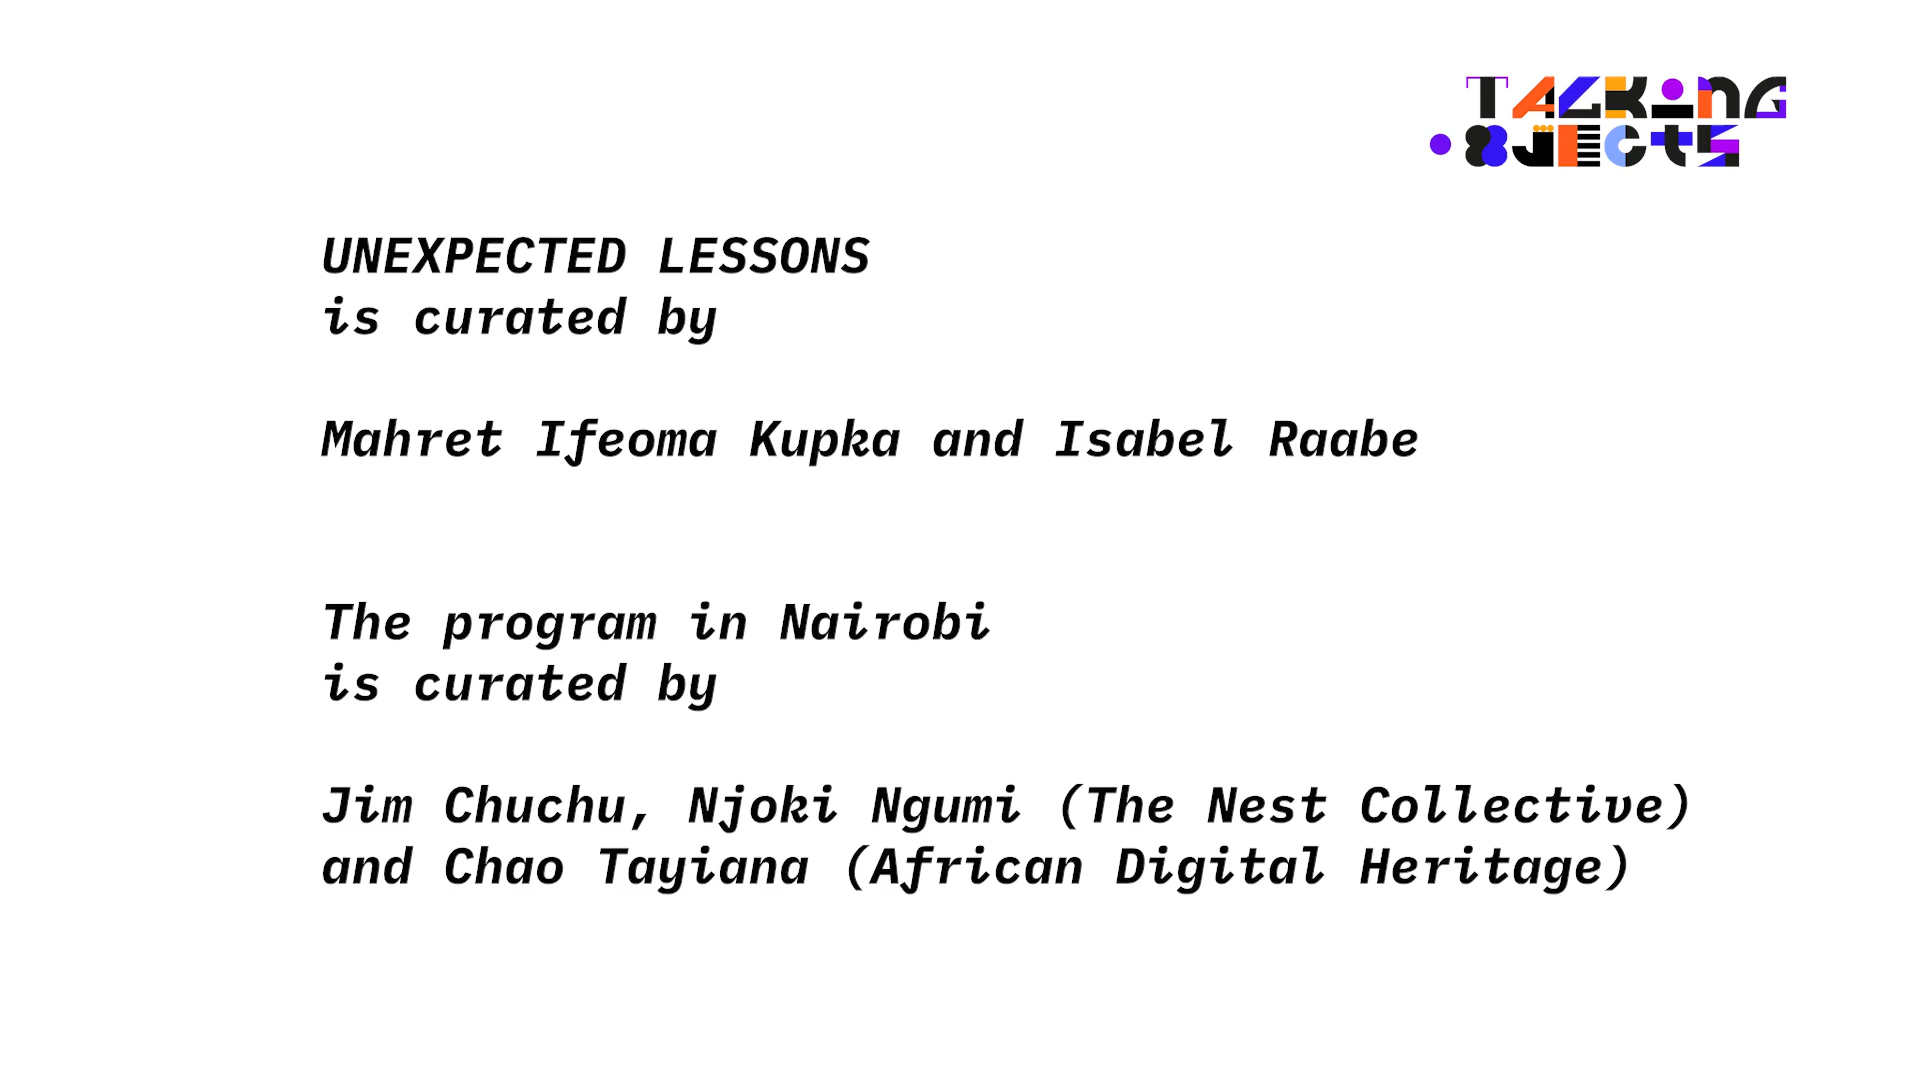 TALKING
OBJECTS
UNEXPECTED LESSONS
is curated by
Mahret Ifeoma Kupka and Isabel Raabe
The program in Nairobi
is curated by
Jim Chuchu, Njoki Ngumi (The Nest Collective)
and Chao Tayiana (African Digital Heritage)